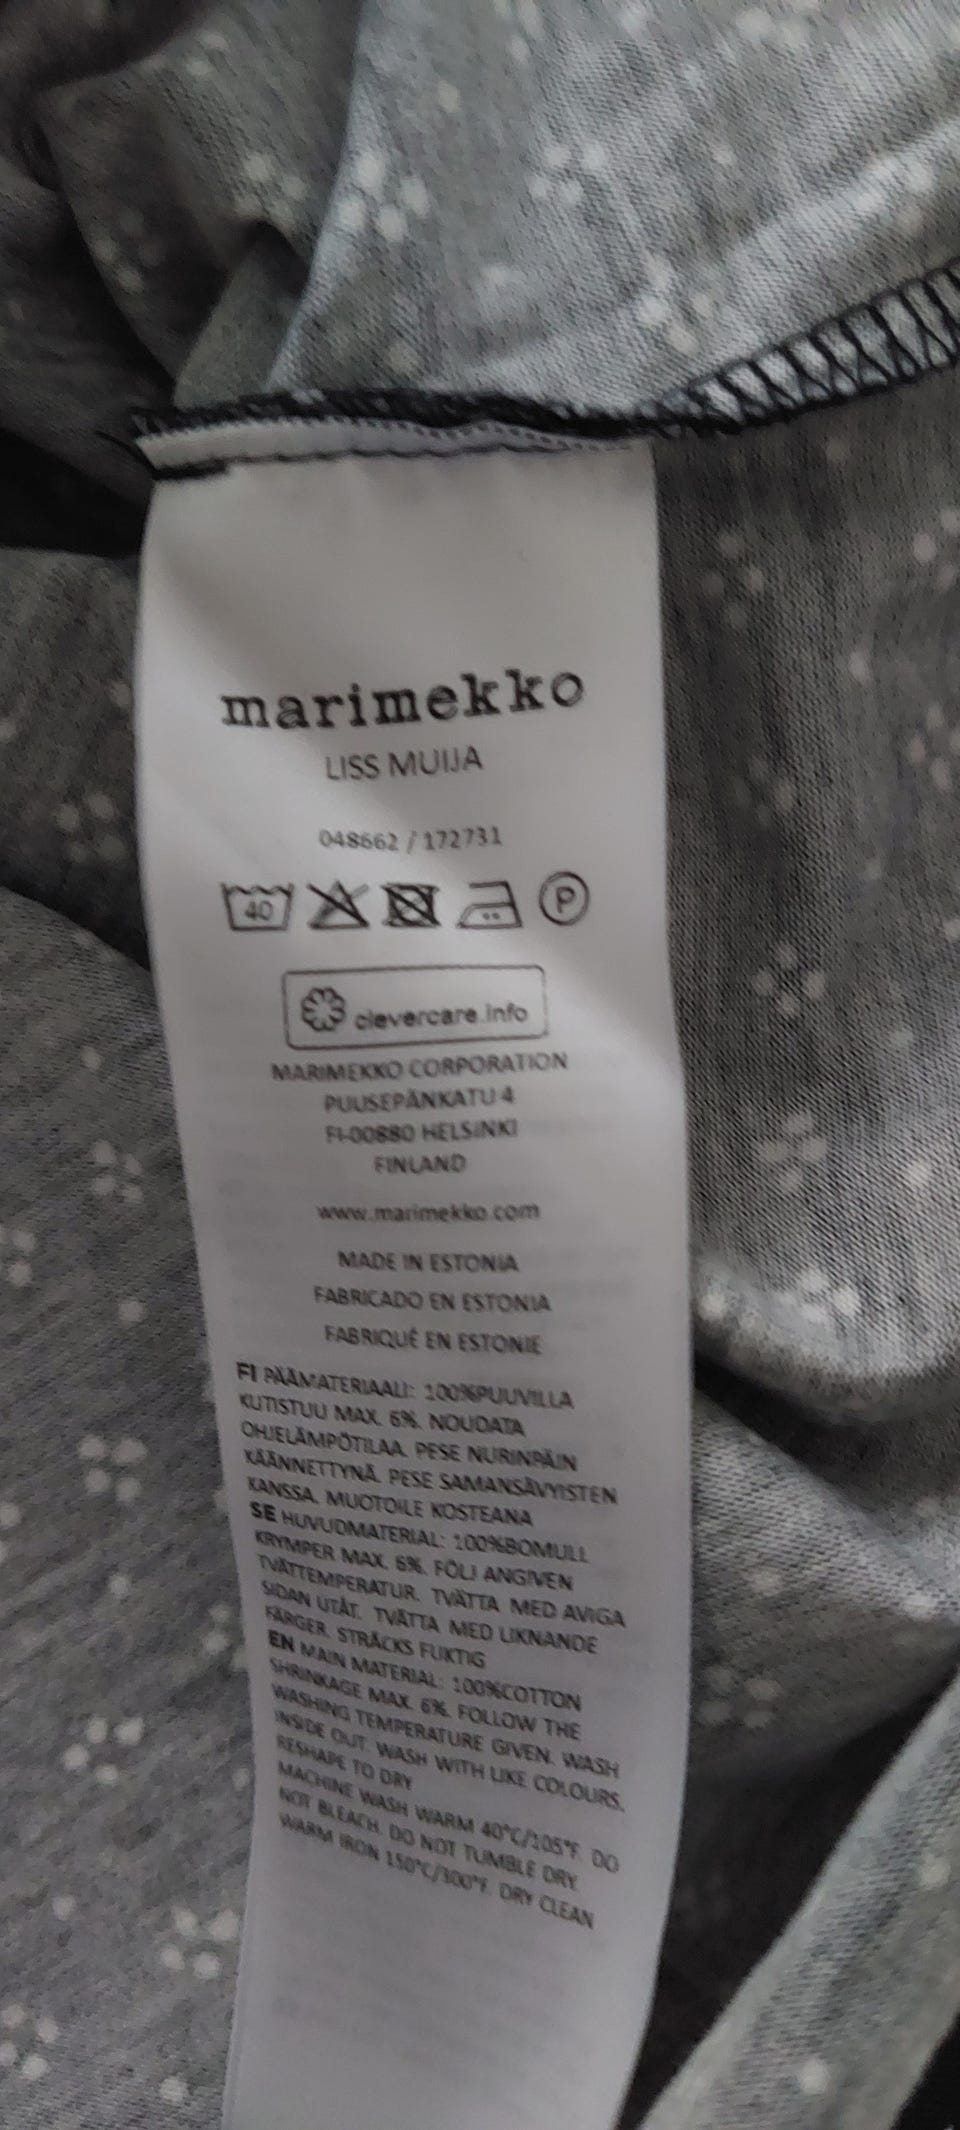 marimekko
LISS MUIJA
048662 / 172731
40 P
clevercare.info
MARIMEKKO CORPORATION
PUUSEPÄNKATU 4
FI-00880 HELSINKI
FINLAND
www.marimekko.com
MADE IN ESTONIA
FABRICADO EN ESTONIA
FABRIQUÉ EN ESTONIE
FI PÄÄMATERIAALI: 100%PUUVILLA
KUTISTUU MAX. 6%. NOUDATA
OHJELÄMPÖTILAA. PESE NURINPÄIN
KÄÄNNETTYNÄ. PESE SAMANSÄVYISTEN
KANSSA. MUOTOILE KOSTEANA
SE HUVUDMATERIAL: 100%BOMULL
KRYMPER MAX. 6%. FÖLJ ANGIVEN
TVÄTTEMPERATUR. TVÄTTA MED AVIGA
SIDAN UTÅT. TVÄTTA MED LIKNANDE
FÄRGER. STRÄCKS FUKTIG
EN MAIN MATERIAL: 100%COTTON
SHRINKAGE MAX. 6%. FOLLOW THE
WASHING TEMPERATURE GIVEN. WASH
INSIDE OUT. WASH WITH LIKE COLOURS.
RESHAPE TO DRY
MACHINE WASH WARM 40°C/105°F. DO
NOT BLEACH. DO NOT TUMBLE DRY.
WARM IRON 150°C/300°F. DRY CLEAN